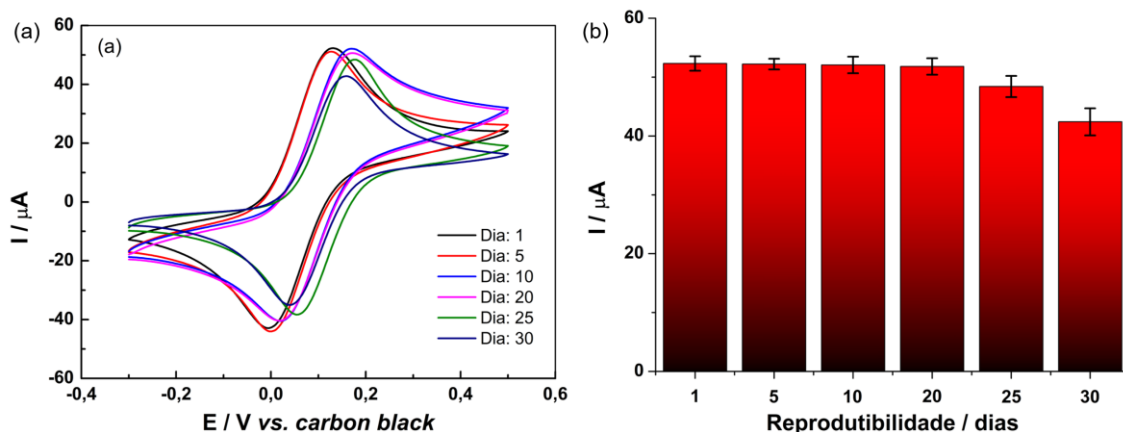 (a)
(a)
60
40
20
0
-20
-40
-60
I / μA
-0,4
-0,2
0,0
0,2
0,4
0,6
E / V vs. carbon black
Dia: 1
Dia: 5
Dia: 10
Dia: 20
Dia: 25
Dia: 30
(b)
60
40
20
0
I / μA
1
5
10
20
25
30
Reprodutibilidade / dias